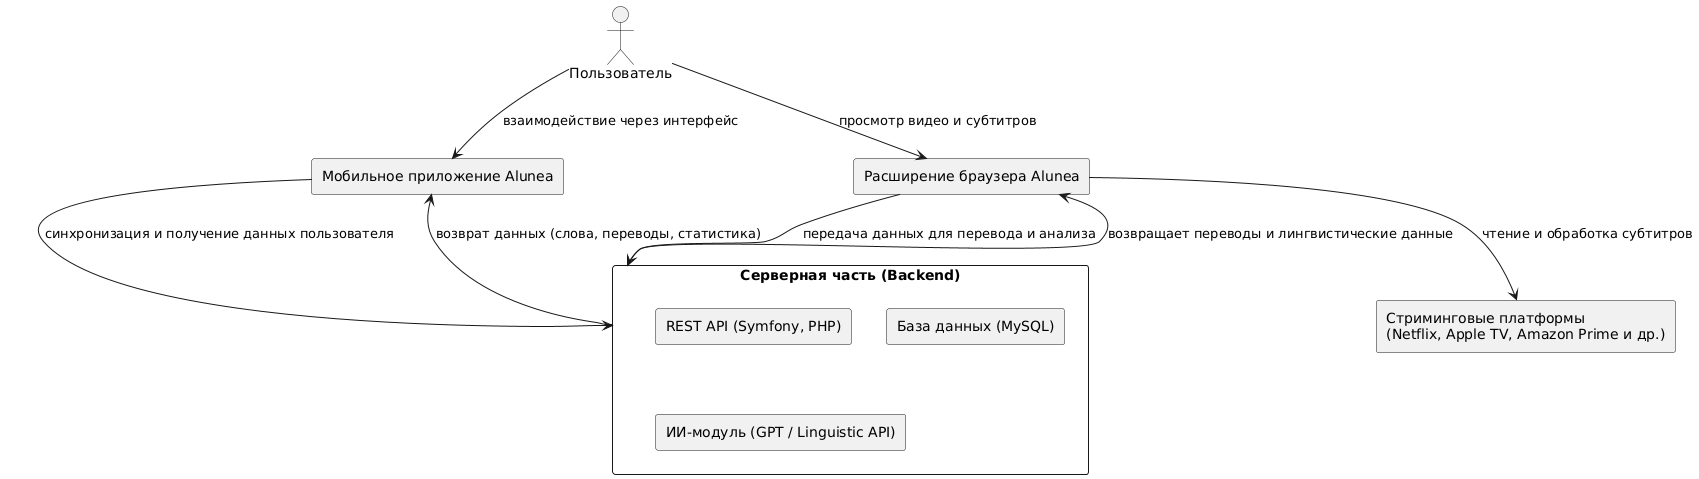 Пользователь
взаимодействие через интерфейс
просмотр видео и субтитров
Мобильное приложение Alunea
Расширение браузера Alunea
синхронизация и получение данных пользователя
возврат данных (слова, переводы, статистика)
передача данных для перевода и анализа
возвращает переводы и лингвистические данные
чтение и обработка субтитров
Серверная часть (Backend)
REST API (Symfony, PHP)
База данных (MySQL)
Стриминговые платформы
(Netflix, Apple TV, Amazon Prime и др.)
ИИ-модуль (GPT / Linguistic API)